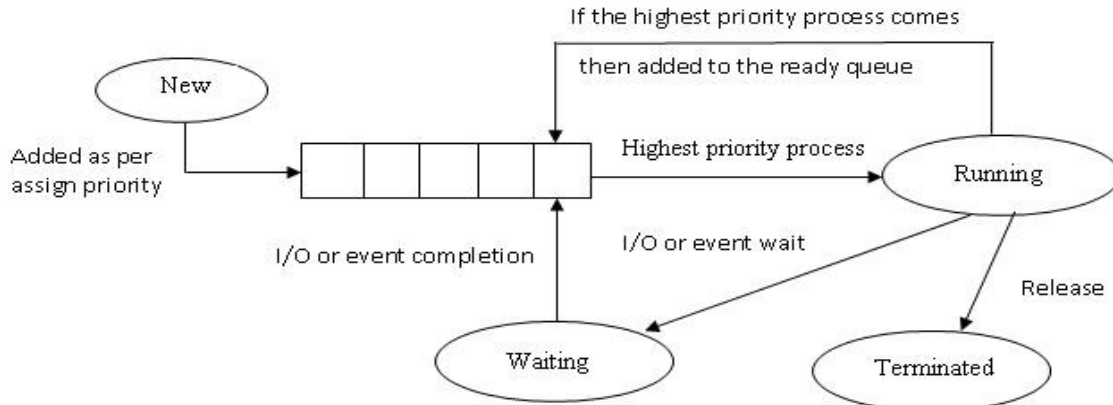 If the highest priority process comes
then added to the ready queue
New
Added as per
assign priority
Highest priority process
Running
I/O or event completion
I/O or event wait
Release
Waiting
Terminated